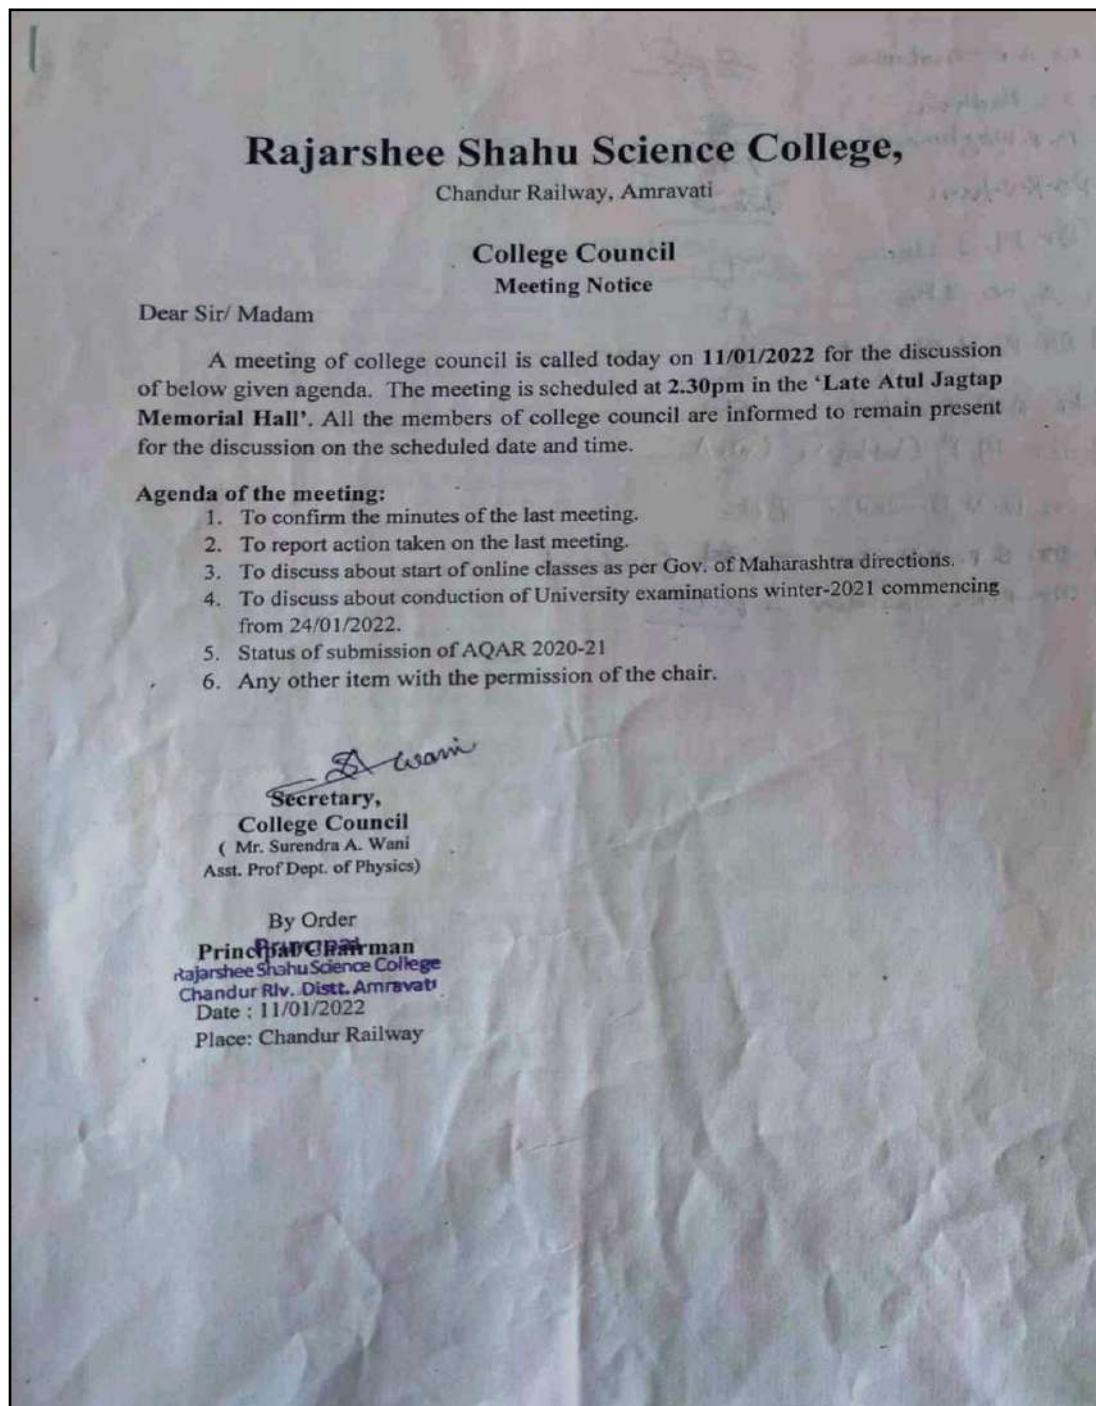 Rajarshee Shahu Science College,
Chandur Railway, Amravati
College Council
Meeting Notice
Dear Sir/ Madam
A meeting of college council is called today on 11/01/2022 for the discussion
of below given agenda. The meeting is scheduled at 2.30pm in the ‘Late Atul Jagtap
Memorial Hall’. All the members of college council are informed to remain present
for the discussion on the scheduled date and time.
Agenda of the meeting:
1. To confirm the minutes of the last meeting.
2. To report action taken on the last meeting.
3. To discuss about start of online classes as per Gov. of Maharashtra directions.
4. To discuss about conduction of University examinations winter-2021 commencing
from 24/01/2022.
5. Status of submission of AQAR 2020-21
6. Any other item with the permission of the chair.
Wani
Secretary,
College Council
( Mr. Surendra A. Wani
Asst. Prof Dept. of Physics)
By Order
Principal/Chairman
Principal
Rajarshee Shahu Science College
Chandur Rlv. Distt. Amravati
Date : 11/01/2022
Place: Chandur Railway